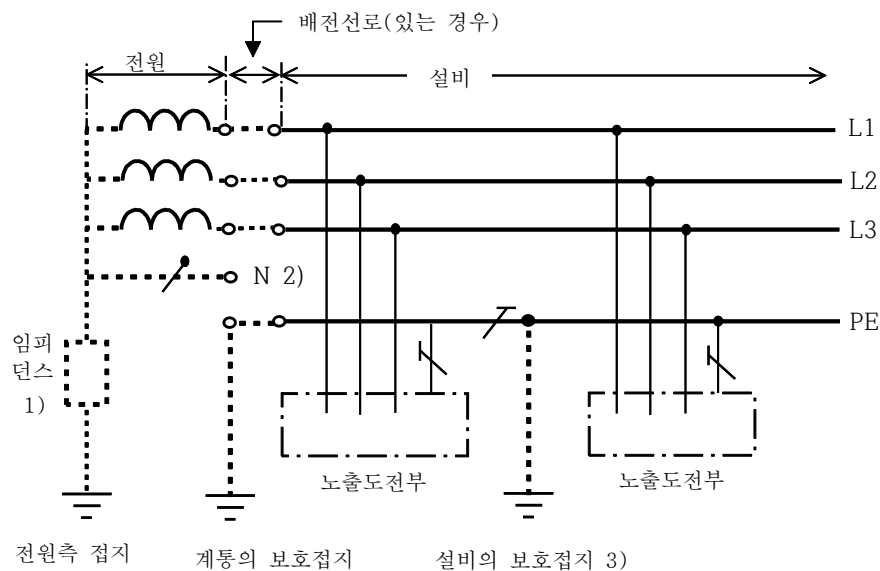 배전선로(있는 경우)
전원
설비
L1
L2
L3
N 2)
PE
임피
던스
1)
노출도전부
노출도전부
전원측 접지
계통의 보호접지
설비의 보호접지 3)